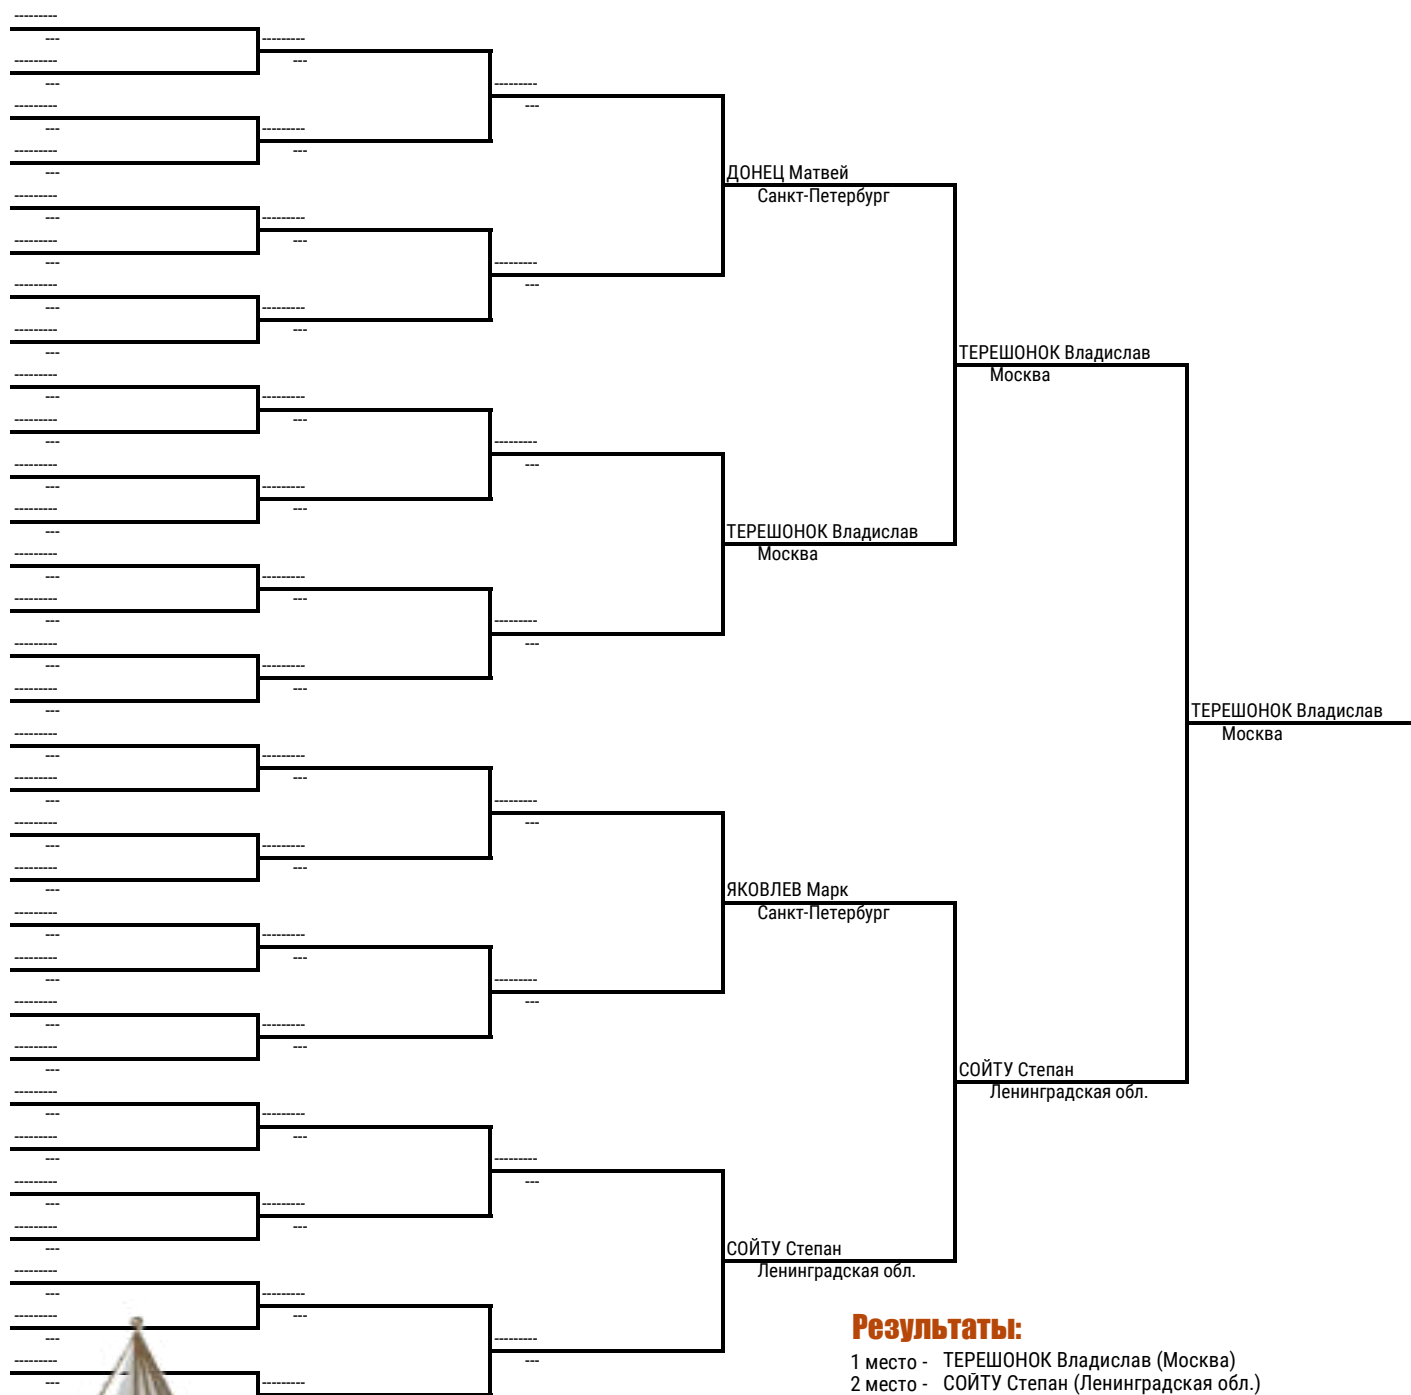 ДОНЕЦ Матвей
Санкт-Петербург
ТЕРЕШОНОК Владислав
Москва
ТЕРЕШОНОК Владислав
Москва
ТЕРЕШОНОК Владислав
Москва
ЯКОВЛЕВ Марк
Санкт-Петербург
СОЙТУ Степан
Ленинградская обл.
СОЙТУ Степан
Ленинградская обл.
Результаты:
1 место - ТЕРЕШОНОК Владислав (Москва)
2 место - СОЙТУ Степан (Ленинградская обл.)